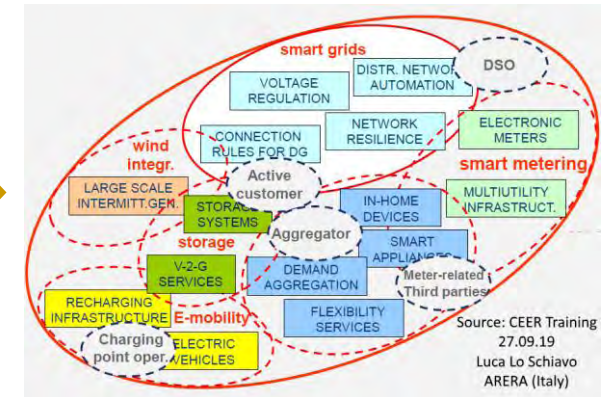 smart grids
DSO
DISTR. NETWORK
AUTOMATION
VOLTAGE
REGULATION
NETWORK
RESILIENCE
ELECTRONIC
METERS
CONNECTION
RULES FOR DG
wind
integr.
smart metering
Active
customer
LARGE SCALE
INTERMITT.GEN.
STORAGE
SYSTEMS
IN-HOME
DEVICES
MULTIUTILITY
INFRASTRUCT.
Aggregator
storage
SMART
APPLIANCES
V-2-G
SERVICES
DEMAND
AGGREGATION
Meter-related
Third parties
RECHARGING
INFRASTRUCTURE
E-mobility
FLEXIBILITY
SERVICES
Charging
point oper.
ELECTRIC
VEHICLES
Source: CEER Training
27.09.19
Luca Lo Schiavo
ARERA (Italy)